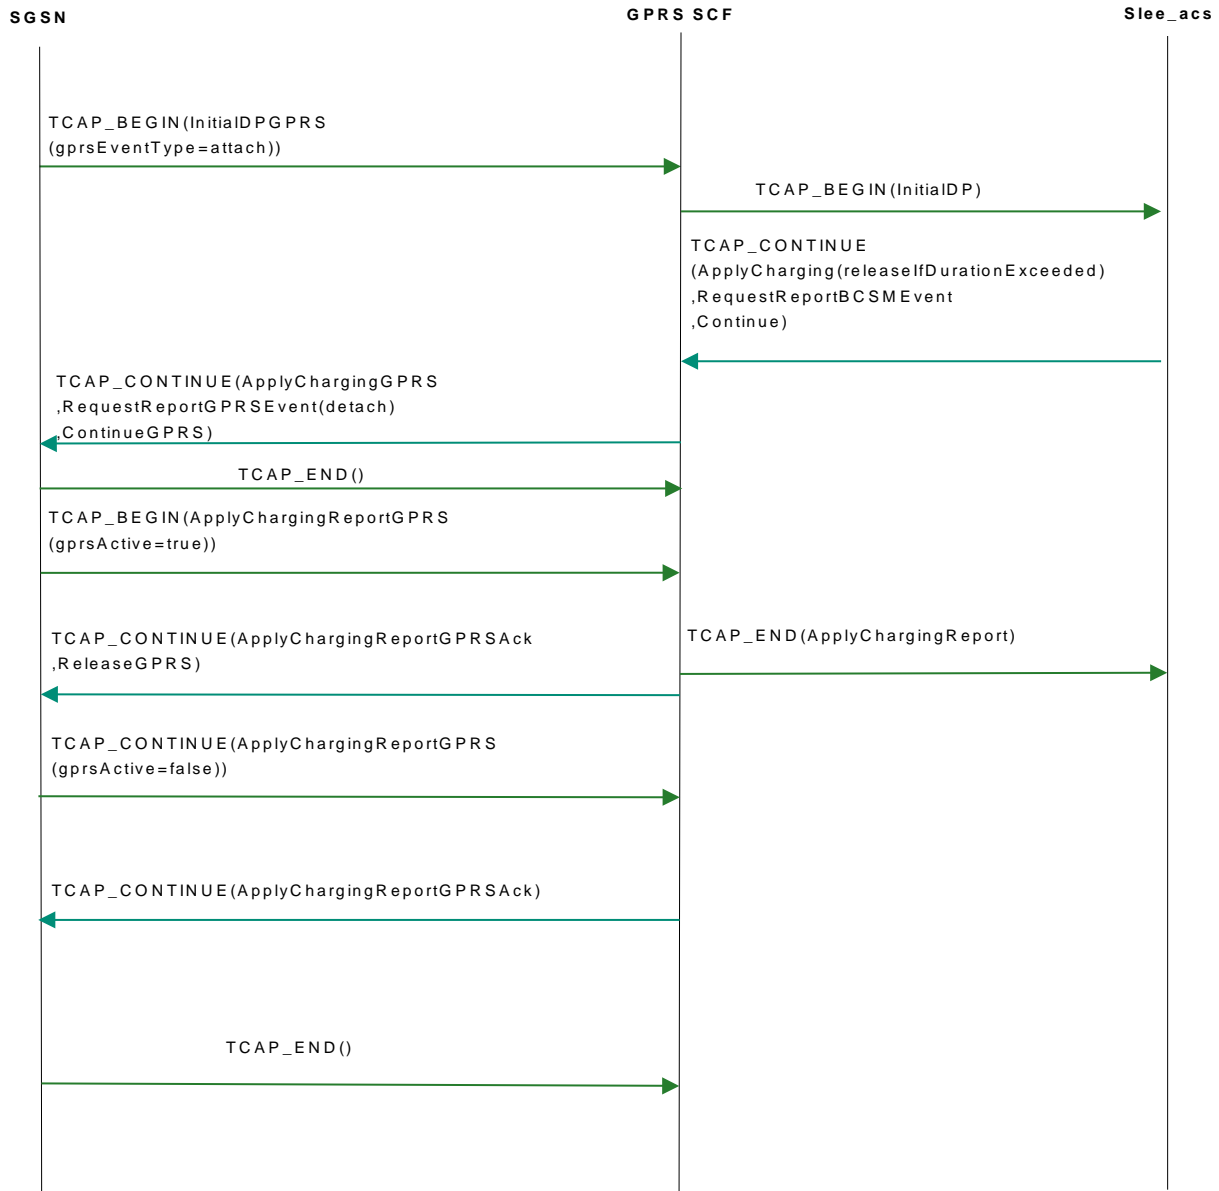 SGSN
GPRS SCF
Slee_acs
TCAP_BEGIN(InitialDPGPRS
(gprsEventType=attach))
TCAP_BEGIN(InitialDP)
TCAP_CONTINUE
(ApplyCharging(releaseIfDurationExceeded)
,RequestReportBCSMEvent
,Continue)
TCAP_CONTINUE(ApplyChargingGPRS
,RequestReportGPRSEvent(detach)
,ContinueGPRS)
TCAP_END()
TCAP_BEGIN(ApplyChargingReportGPRS
(gprsActive=true))
TCAP_CONTINUE(ApplyChargingReportGPRSAck
,ReleaseGPRS)
TCAP_END(ApplyChargingReport)
TCAP_CONTINUE(ApplyChargingReportGPRS
(gprsActive=false))
TCAP_CONTINUE(ApplyChargingReportGPRSAck)
TCAP_END()